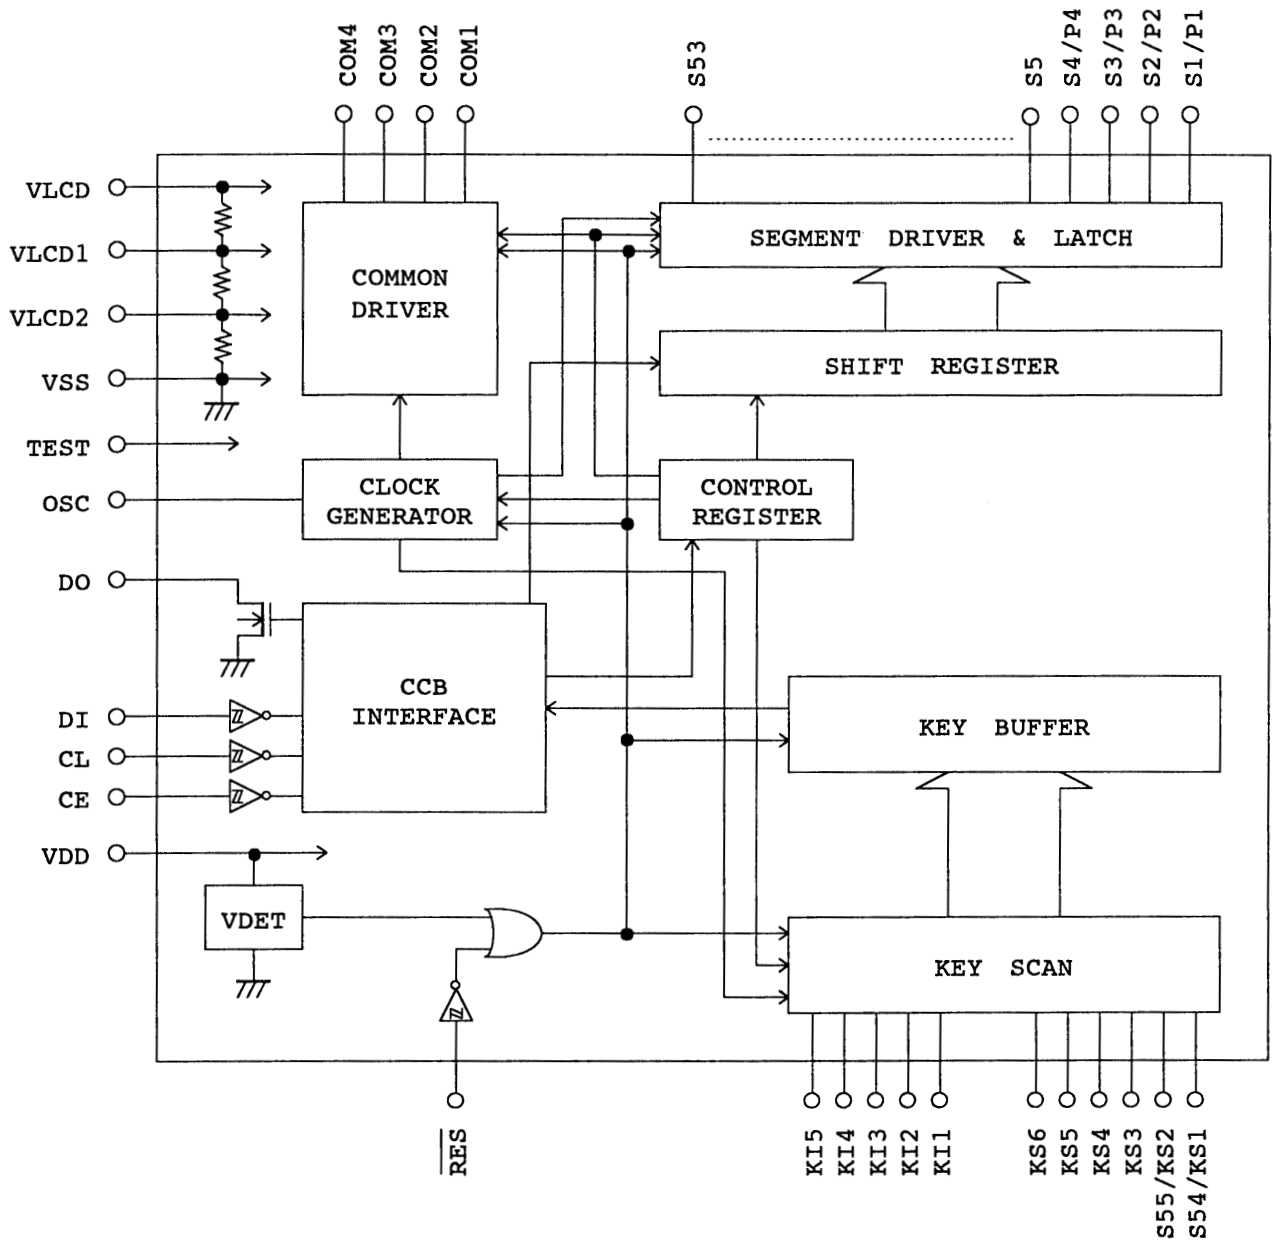 COM4
COM3
COM2
COM1
S53
S5
S4/P4
S3/P3
S2/P2
S1/P1
VLCD
VLCD1
VLCD2
VSS
TEST
OSC
DO
DI
CL
CE
VDD
COMMON
DRIVER
SEGMENT DRIVER & LATCH
SHIFT REGISTER
CLOCK
GENERATOR
CONTROL
REGISTER
CCB
INTERFACE
KEY BUFFER
VDET
KEY SCAN
RES
KI5
KI4
KI3
KI2
KI1
KS6
KS5
KS4
KS3
S55/KS2
S54/KS1